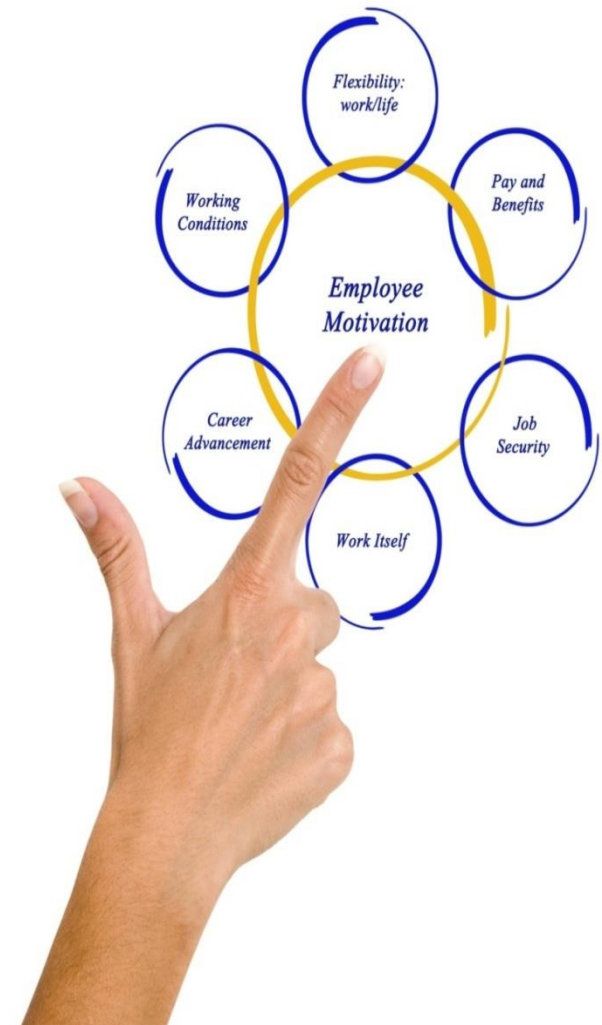 Flexibility:
work/life
Pay and
Benefits
Working
Conditions
Employee
Motivation
Career
Advancement
Job
Security
Work Itself